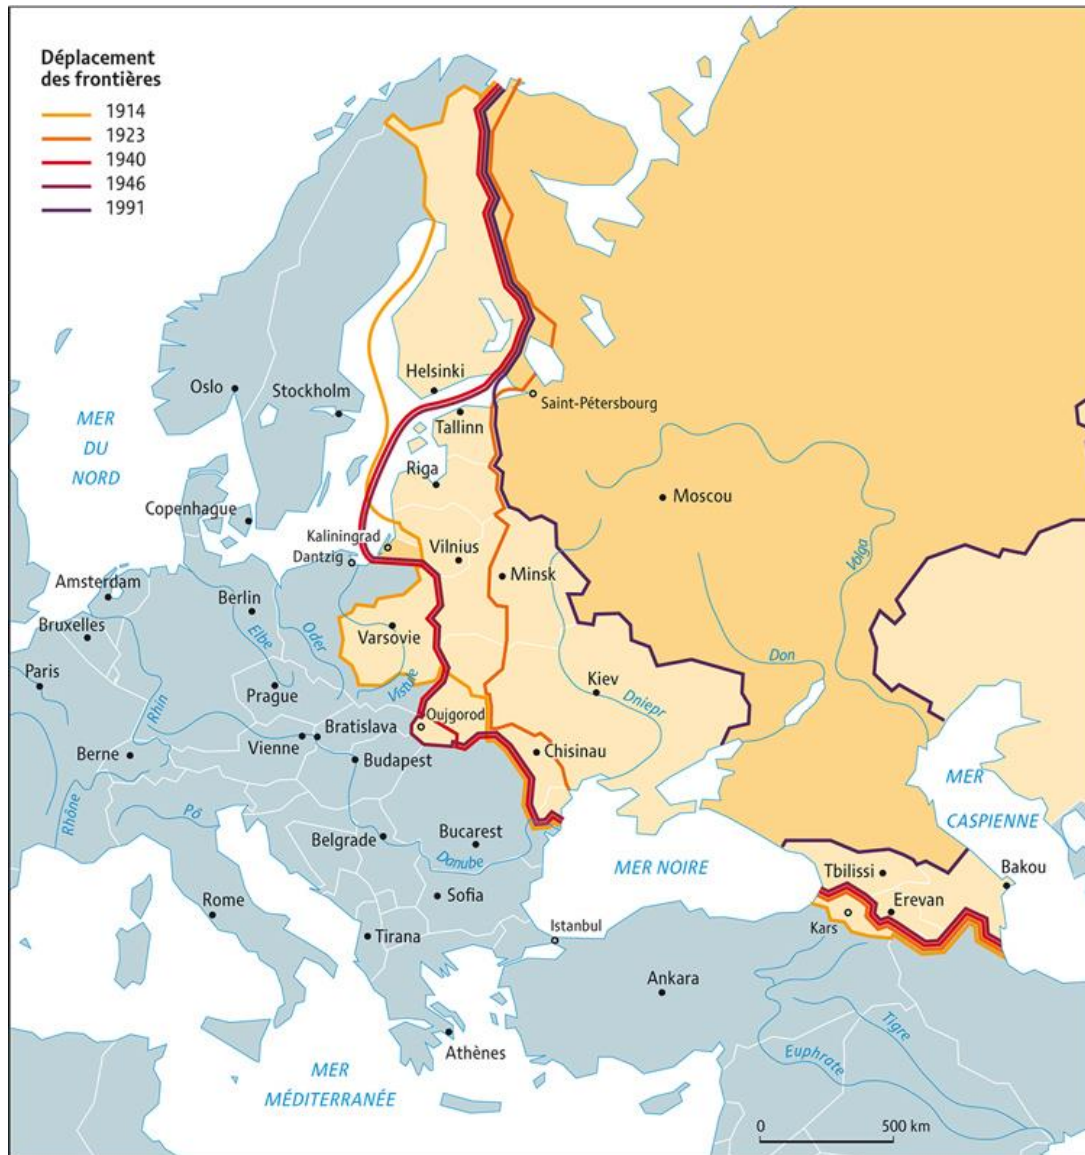 Déplacement
des frontières
1914
1923
1940
1946
1991
Helsinki
Oslo
Stockholm
Saint-Pétersbourg
MER
DU
NORD
Tallinn
Riga
Moscou
Copenhague
Volga
Kaliningrad
Dantzig
Vilnius
Minsk
Amsterdam
Berlin
Bruxelles
Elbe
Oder
Varsovie
Don
Paris
Rhin
Prague
Vistule
Kiev
Dniepr
Oujgorod
Bratislava
Vienne
Berne
Budapest
Chisinau
MER
CASPIENNE
Rhône
Pô
Belgrade
Bucarest
Danube
MER NOIRE
Tbilissi
Bakou
Rome
Sofia
Erevan
Kars
Istanbul
Tirana
Ankara
Tigre
Euphrate
Athènes
MER
MÉDITERRANÉE
0
500 km